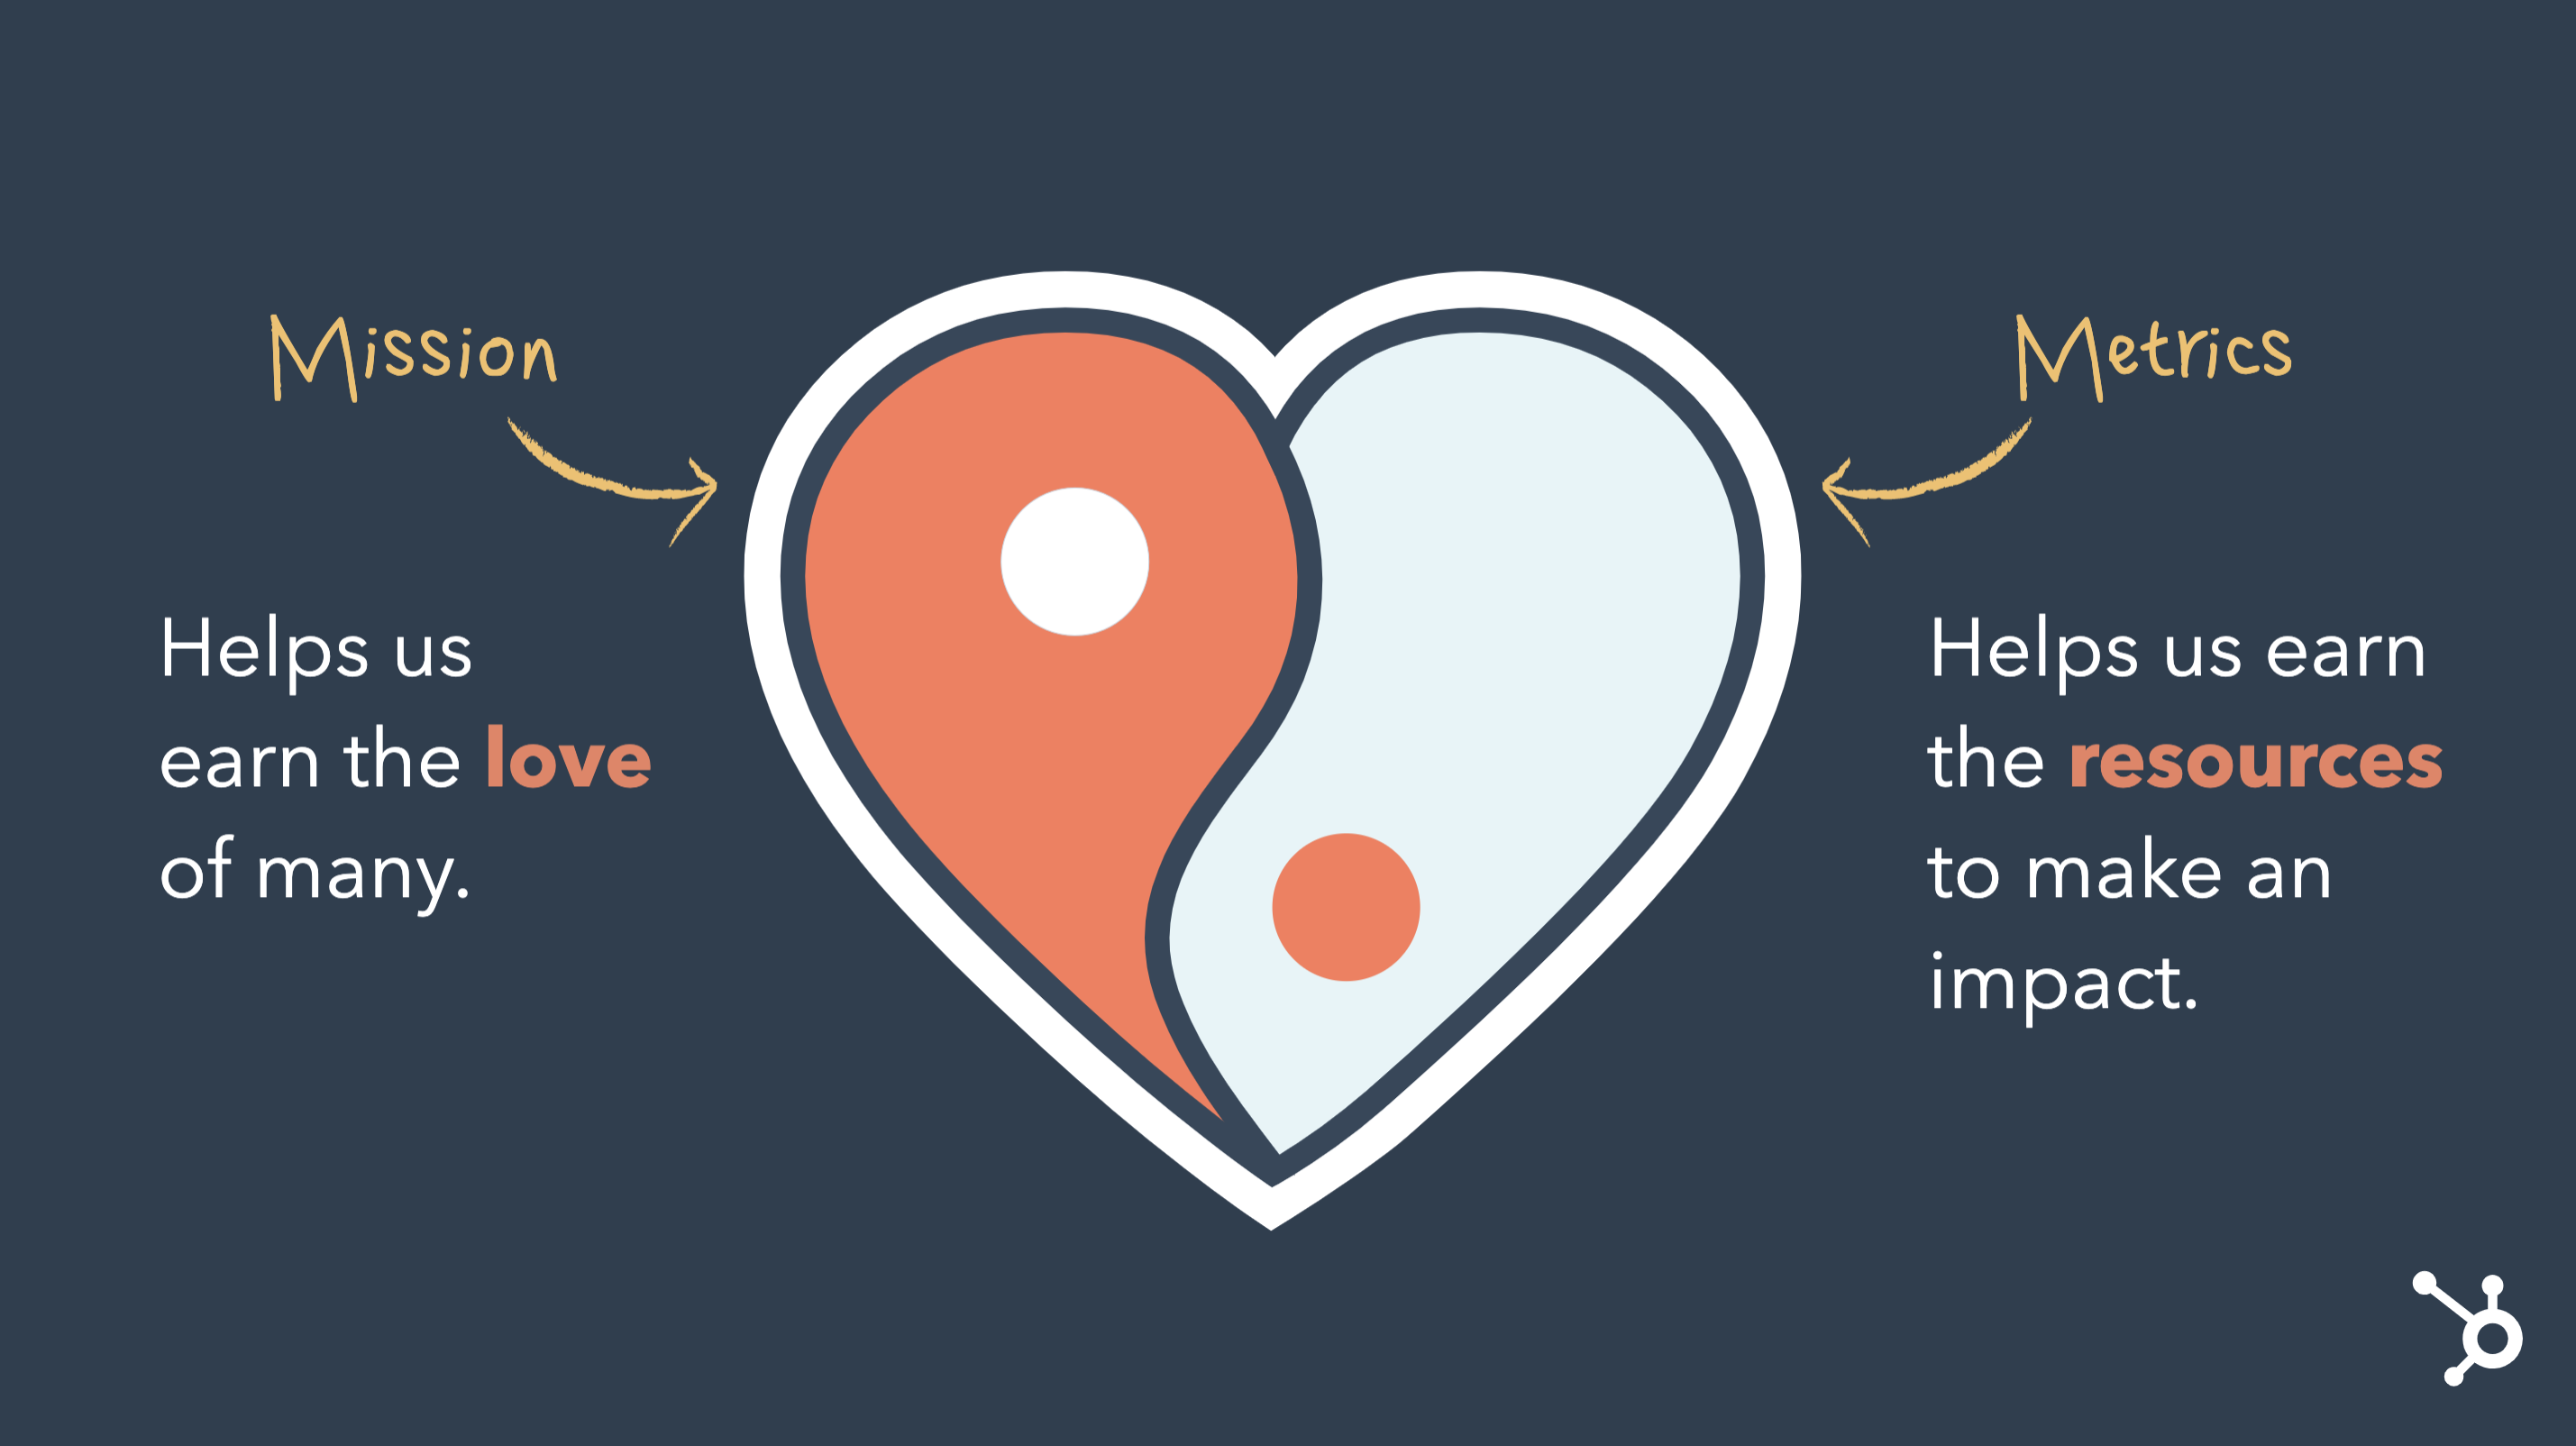 Mission
Helps us
earn the love
of many.
Metrics
Helps us earn
the resources
to make an
impact.